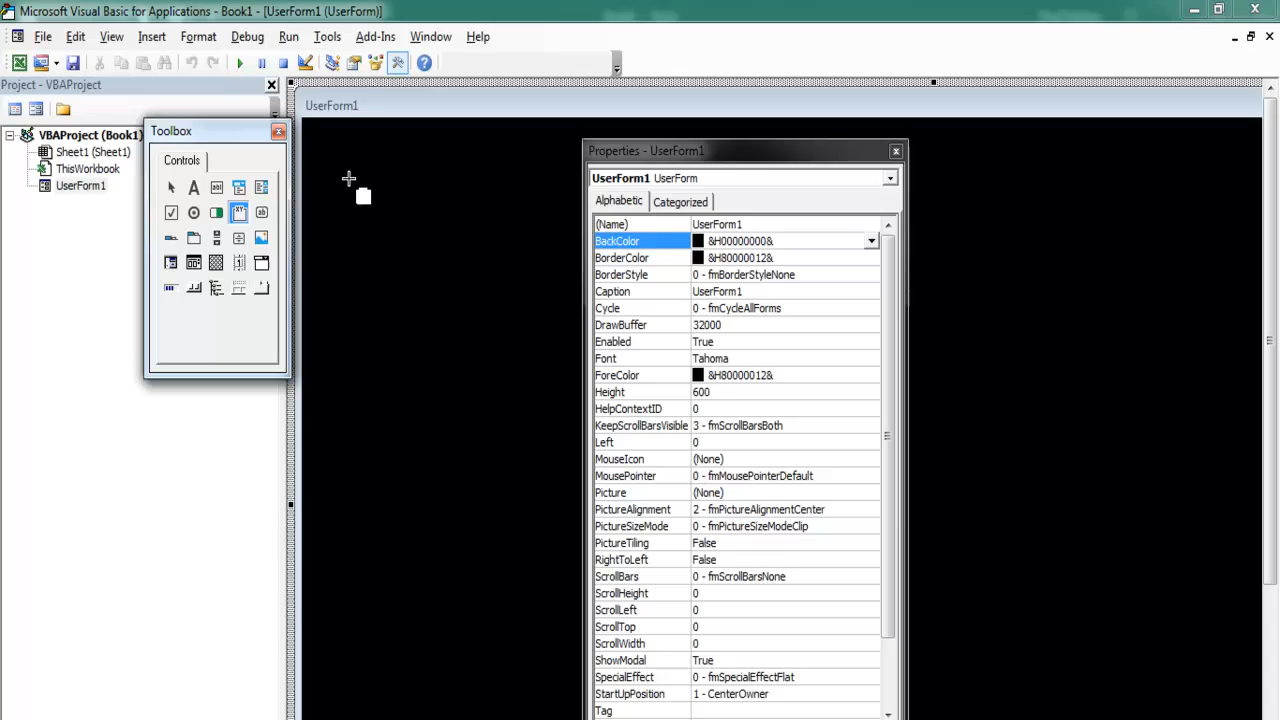 Microsoft Visual Basic for Applications - Book1 - [UserForm1 (UserForm)]
File Edit View Insert Format Debug Run Tools Add-Ins Window Help
Project - VBAProject
VBAProject (Book1)
Sheet1 (Sheet1)
ThisWorkbook
UserForm1
Toolbox
Controls
UserForm1
Properties - UserForm1
UserForm1 UserForm
Alphabetic Categorized
(Name) UserForm1
BackColor &H00000000&
BorderColor &H80000012&
BorderStyle 0 - fmBorderStyleNone
Caption UserForm1
Cycle 0 - fmCycleAllForms
DrawBuffer 32000
Enabled True
Font Tahoma
ForeColor &H80000012&
Height 600
HelpContextID 0
KeepScrollBarsVisible 3 - fmScrollBarsBoth
Left 0
MouseIcon (None)
MousePointer 0 - fmMousePointerDefault
Picture (None)
PictureAlignment 2 - fmPictureAlignmentCenter
PictureSizeMode 0 - fmPictureSizeModeClip
PictureTiling False
RightToLeft False
ScrollBars 0 - fmScrollBarsNone
ScrollHeight 0
ScrollLeft 0
ScrollTop 0
ScrollWidth 0
ShowModal True
SpecialEffect 0 - fmSpecialEffectFlat
StartUpPosition 1 - CenterOwner
Tag